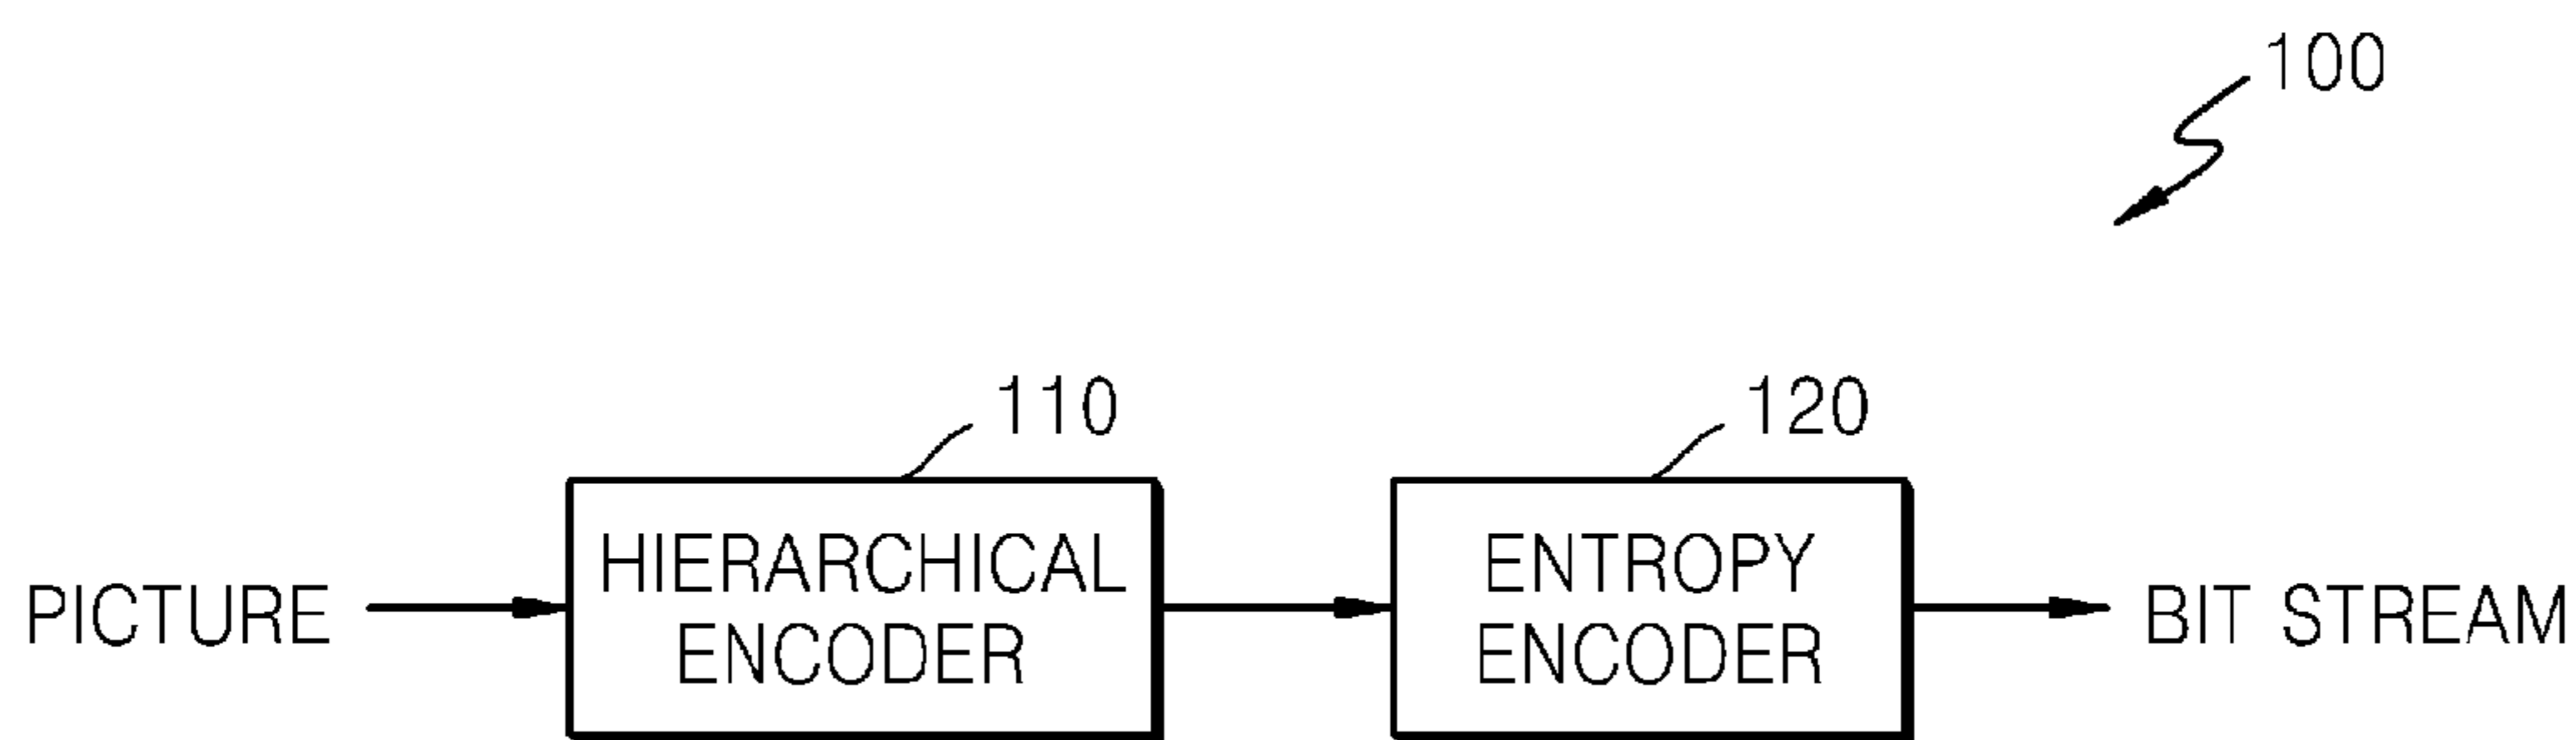 100
110
120
PICTURE
HIERARCHICAL
ENCODER
ENTROPY
ENCODER
BIT STREAM